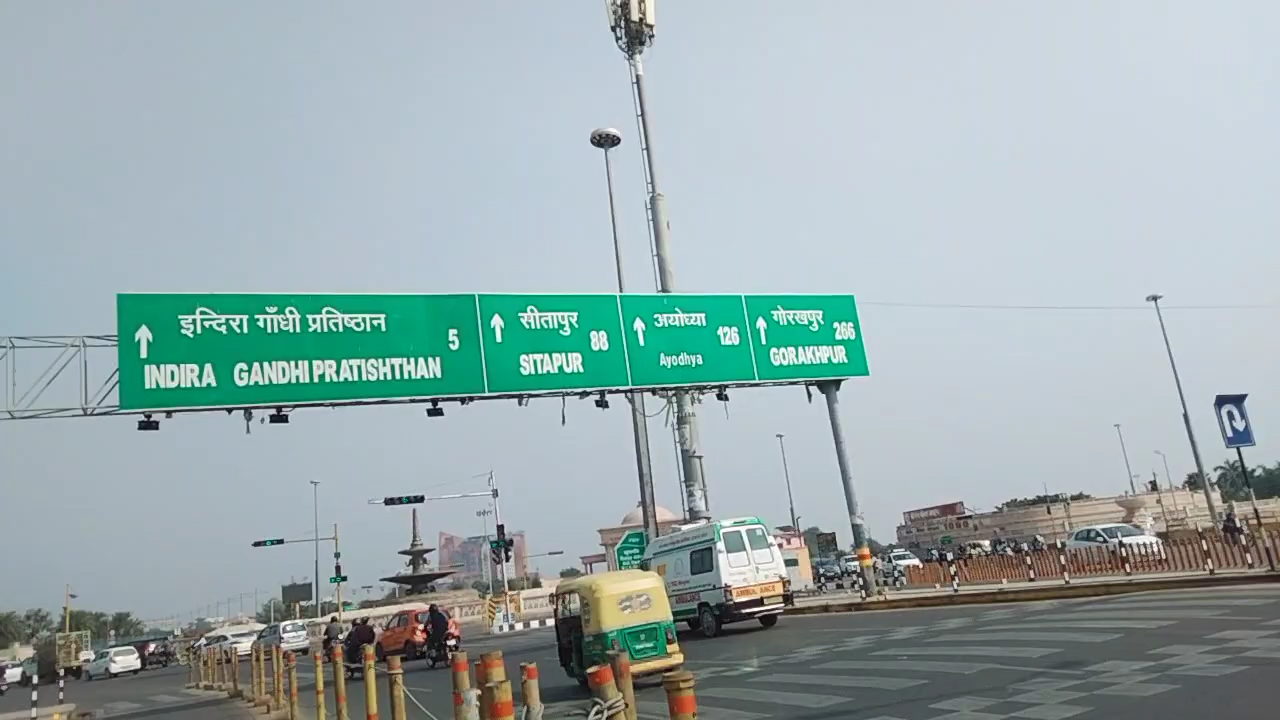 इन्दिरा गाँधी प्रतिष्ठान 5
INDIRA GANDHI PRATISHTHAN
सीतापुर 88
SITAPUR
अयोध्या 126
Ayodhya
गोरखपुर 266
GORAKHPUR
AMBULANCE